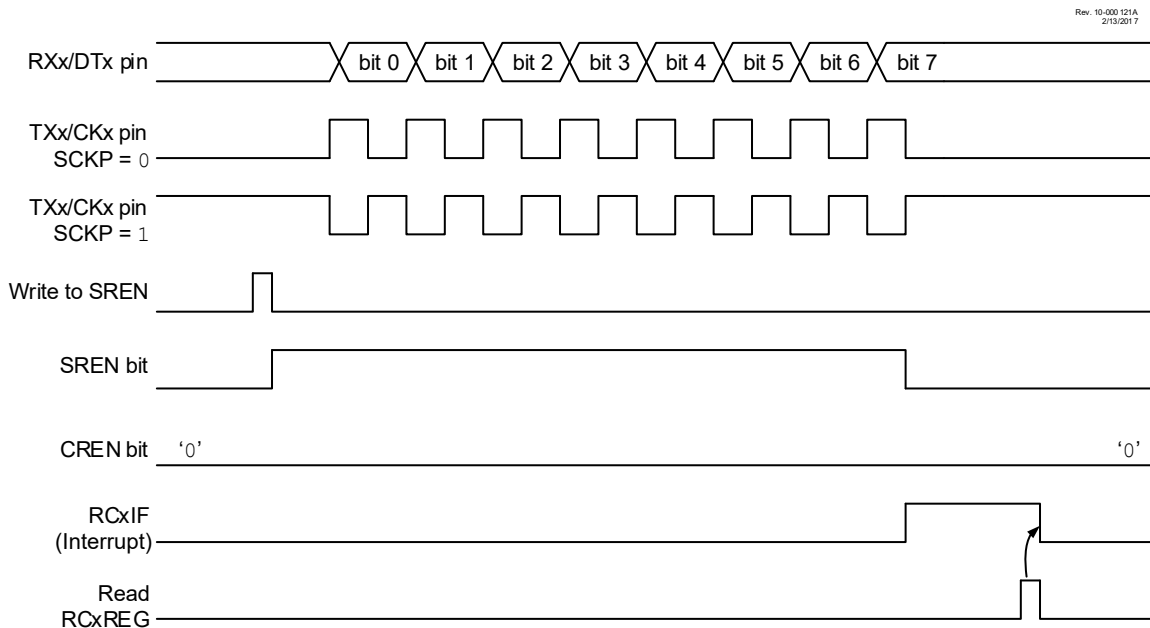 Rev. 10-000 121A
2/13/2017
RXx/DTx pin
bit 0 bit 1 bit 2 bit 3 bit 4 bit 5 bit 6 bit 7
TXx/CKx pin
SCKP = 0
TXx/CKx pin
SCKP = 1
Write to SREN
SREN bit
CREN bit ‘0’ ‘0’
RCxIF
(Interrupt)
Read
RCxREG